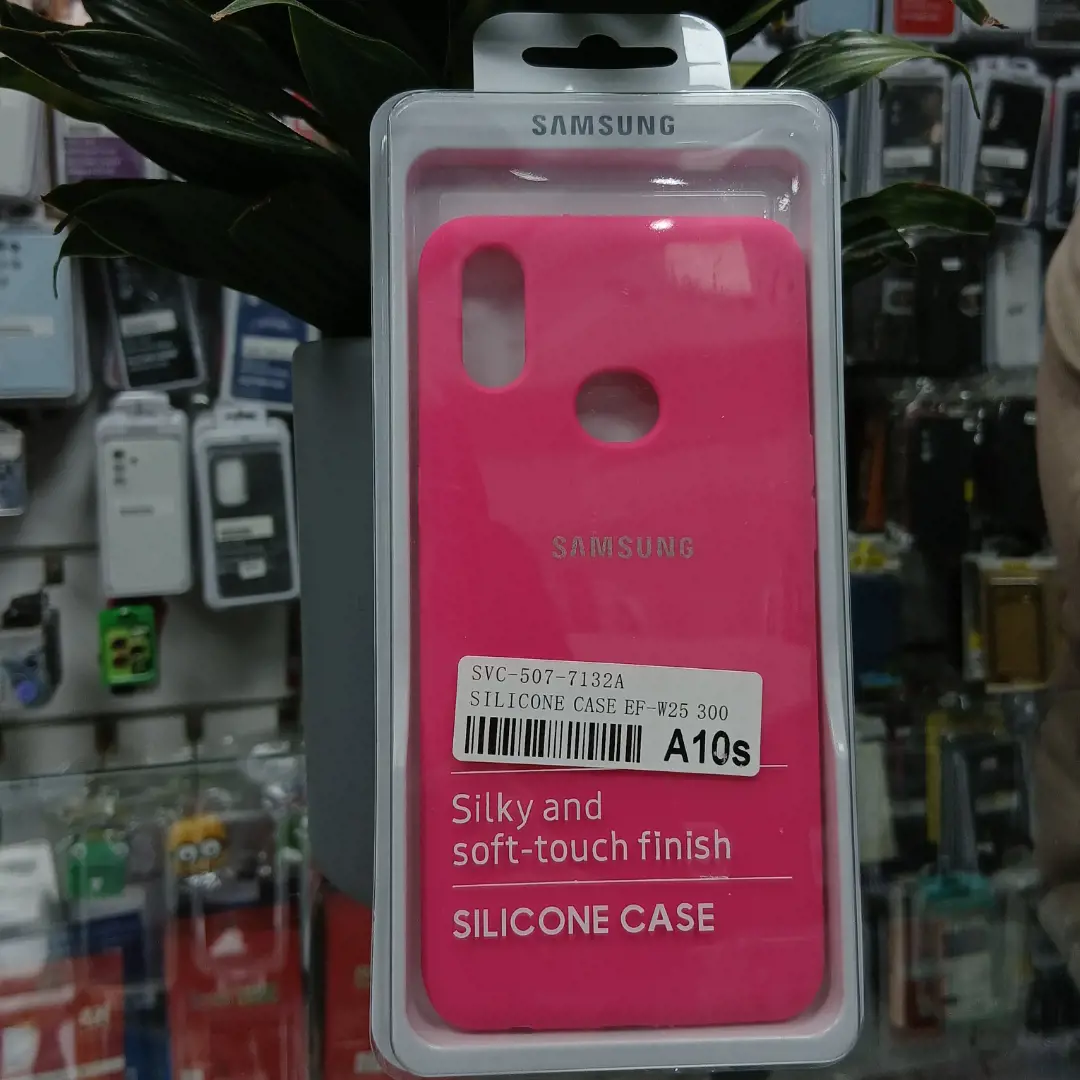 SAMSUNG
SAMSUNG
SVC-507-7132A
SILICONE CASE EF-W25 300
A10s
Silky and
soft-touch finish
SILICONE CASE